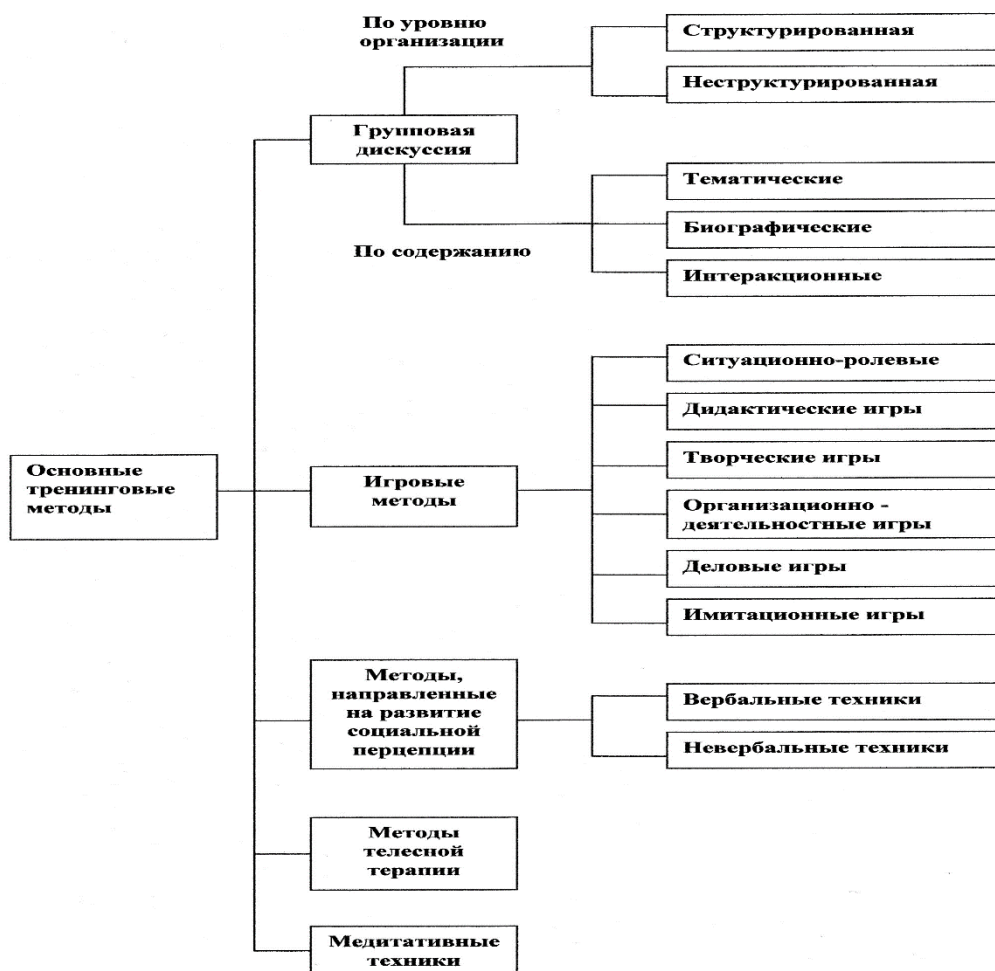 По уровню
организации
Структурированная
Неструктурированная
Групповая
дискуссия
Тематические
Биографические
Интеракционные
По содержанию
Ситуационно-ролевые
Дидактические игры
Творческие игры
Организационно -
деятельностные игры
Деловые игры
Имитационные игры
Основные
тренинговые
методы
Игровые
методы
Методы,
направленные
на развитие
социальной
перцепции
Вербальные техники
Невербальные техники
Методы
телесной
терапии
Медитативные
техники